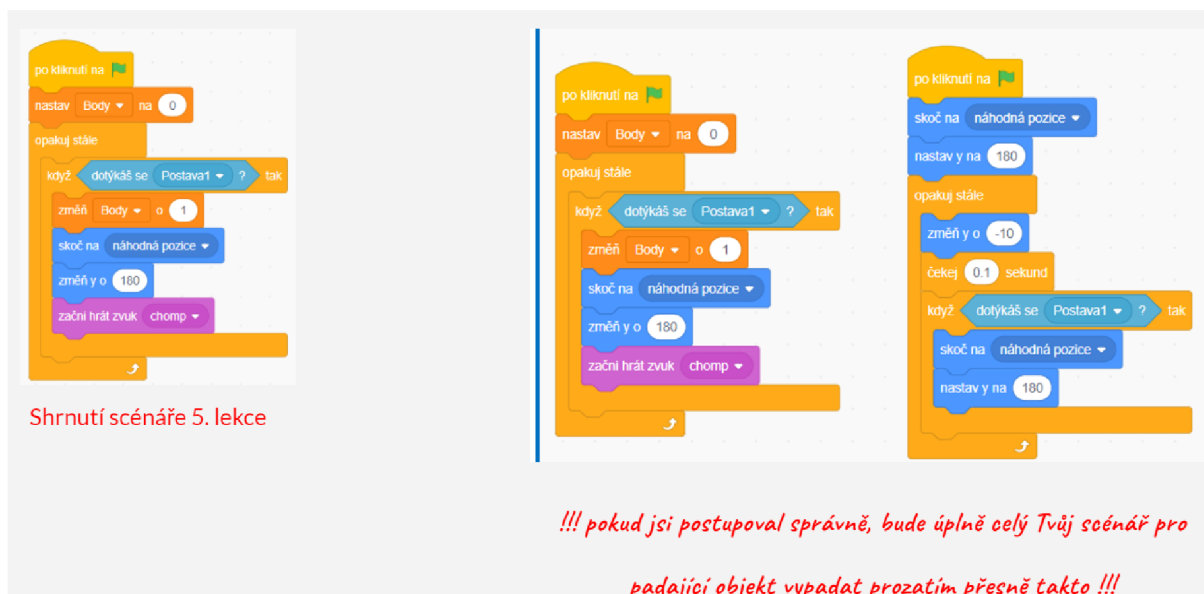 po kliknutí na
nastav Body na 0
opakuj stále
když dotýkáš se Postava1 ? tak
změň Body o 1
skoč na náhodná pozice
změň y o 180
začni hrát zvuk chomp
Shrnutí scénáře 5. lekce
po kliknutí na
nastav Body na 0
opakuj stále
když dotýkáš se Postava1 ? tak
změň Body o 1
skoč na náhodná pozice
změň y o 180
začni hrát zvuk chomp
po kliknutí na
skoč na náhodná pozice
nastav y na 180
opakuj stále
změň y o -10
čekej 0.1 sekund
když dotýkáš se Postava1 ? tak
skoč na náhodná pozice
nastav y na 180
!!! pokud jsi postupoval správně, bude úplně celý Tvůj scénář pro
padající objekt vypadat prozatím přesně takto !!!